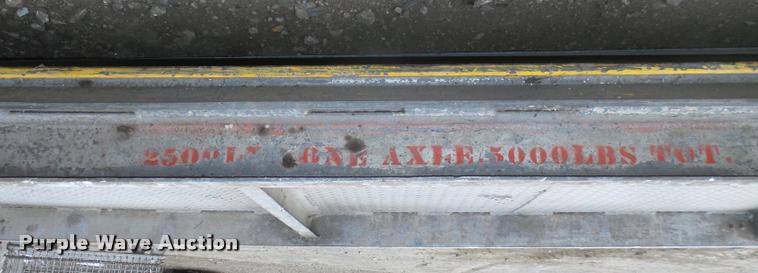 2500LBS ONE AXLE 5000LBS TOT.
Purple Wave Auction